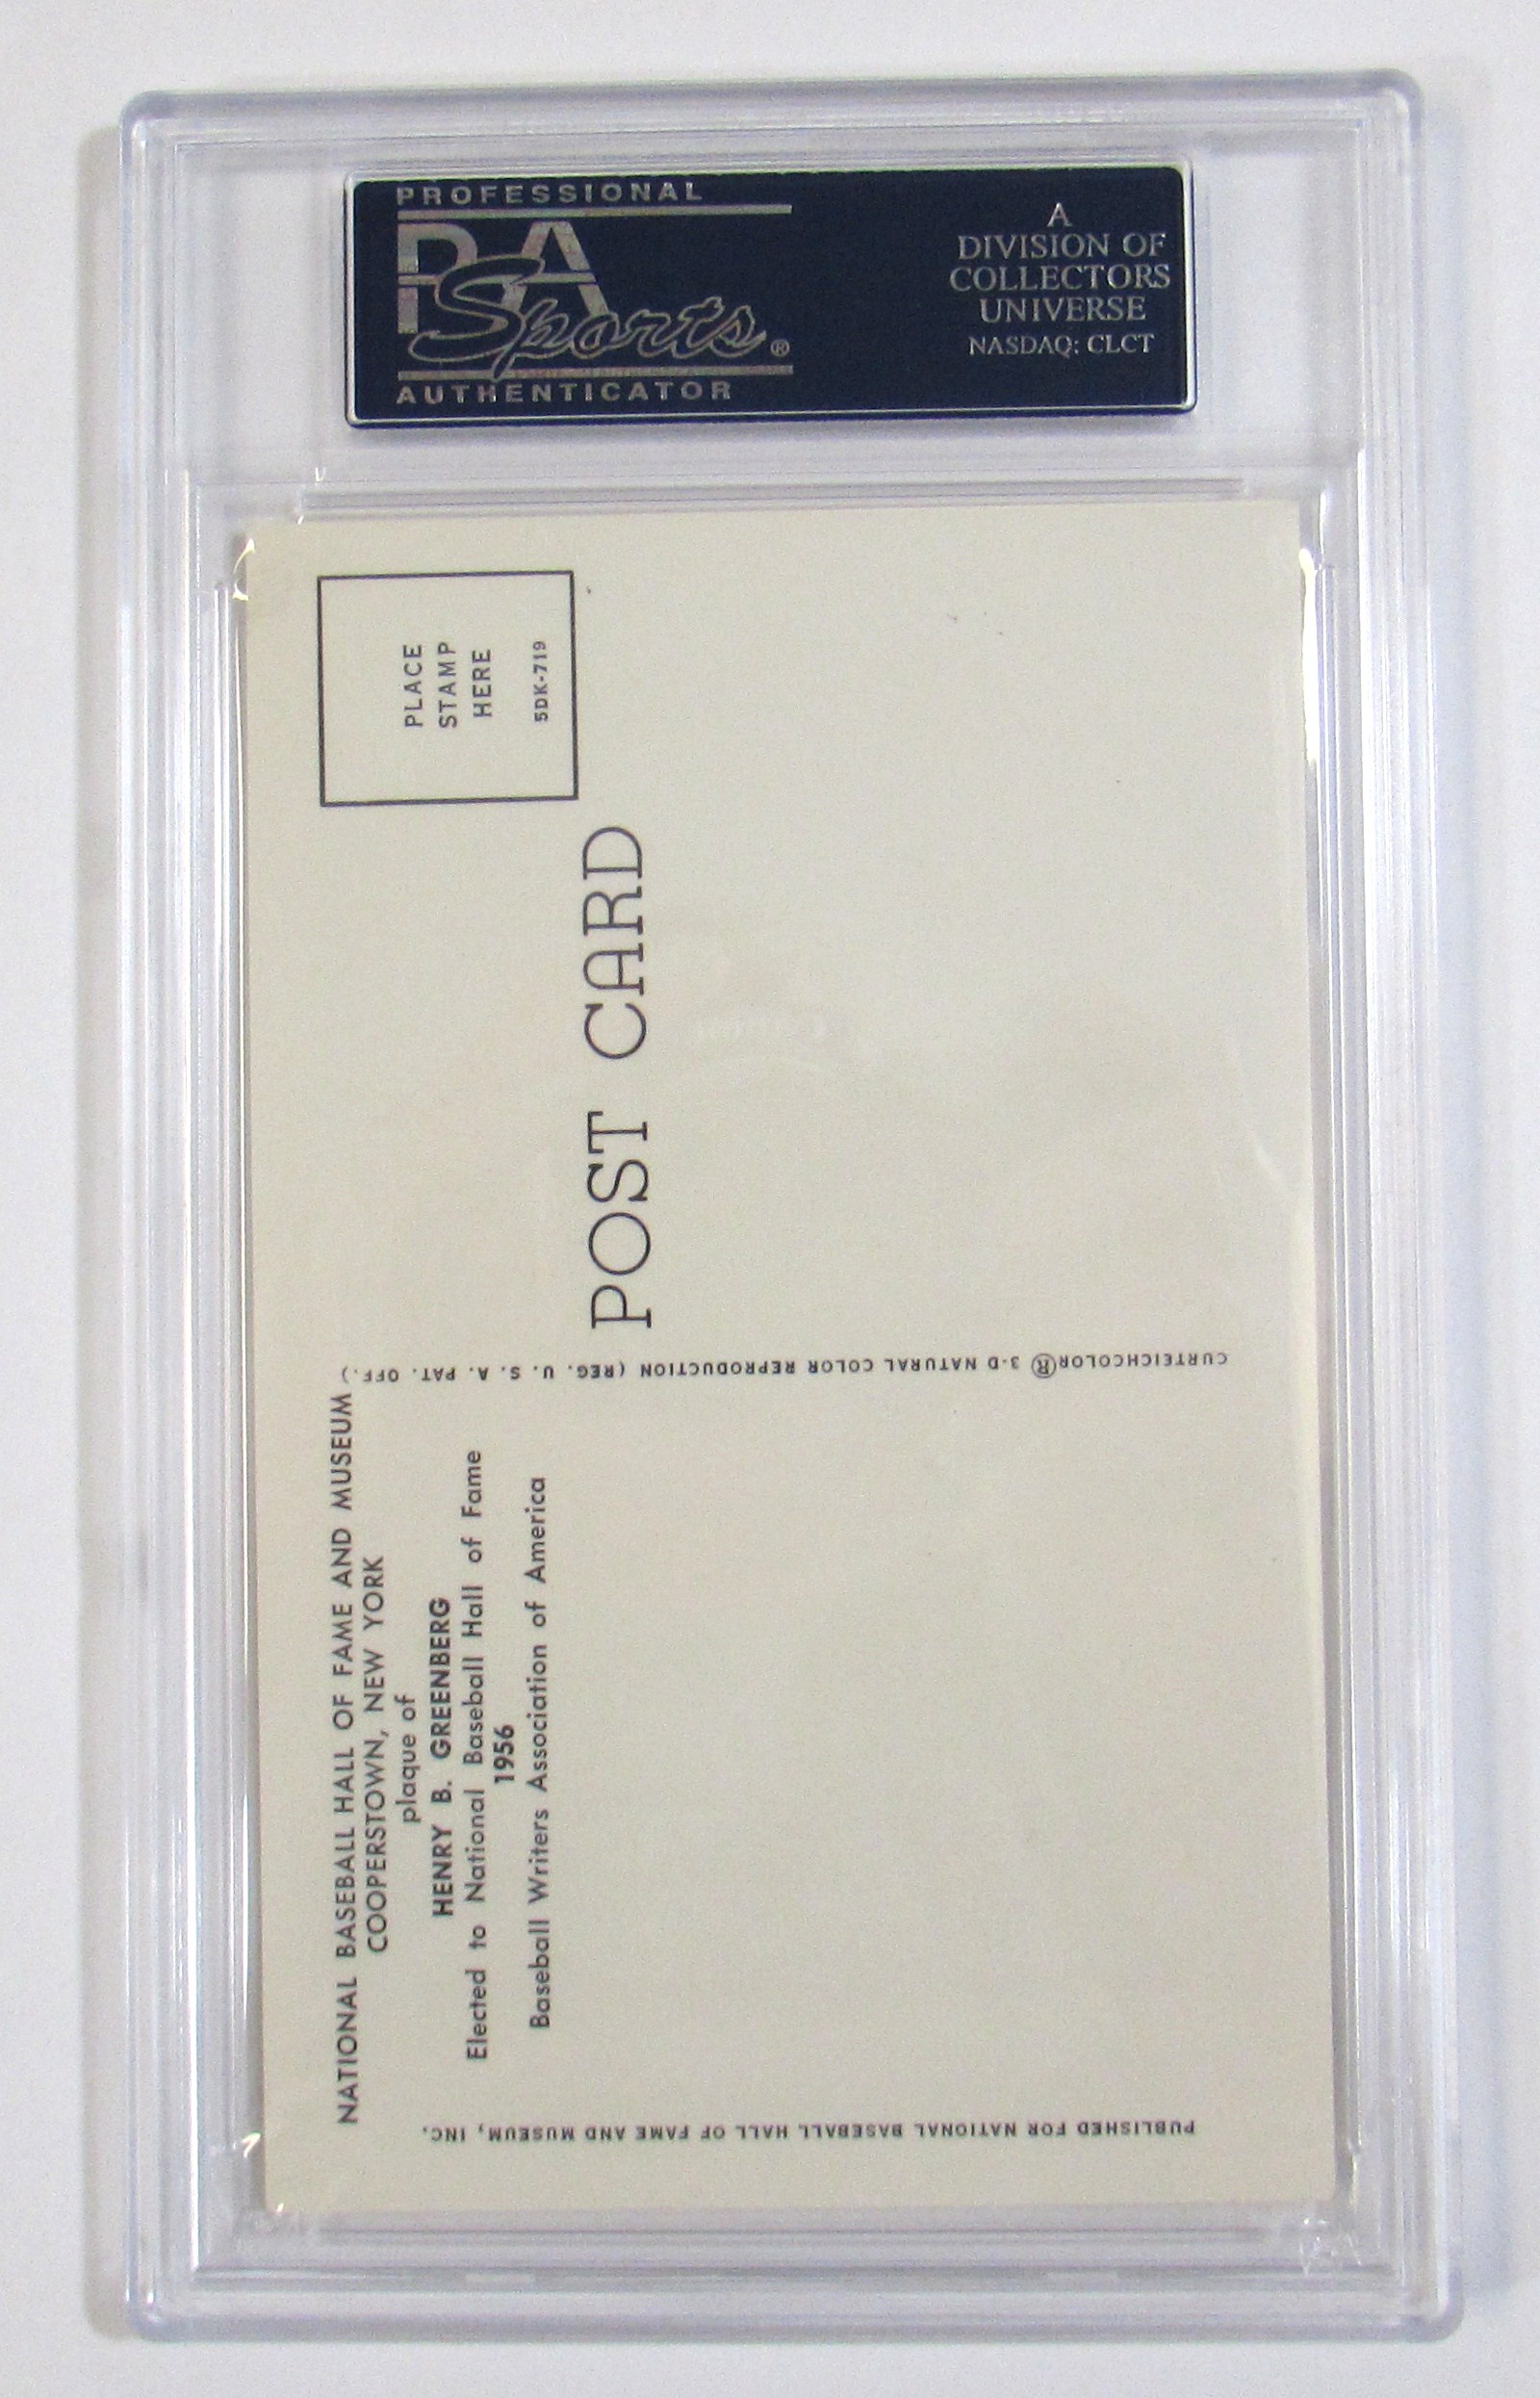 PROFESSIONAL
PSA
Sports®
AUTHENTICATOR
A
DIVISION OF
COLLECTORS
UNIVERSE
NASDAQ: CLCT
PLACE
STAMP
HERE
5DK-719
POST CARD
CURTEICHCOLOR® 3-D NATURAL COLOR REPRODUCTION (REG. U. S. A. PAT. OFF.)
NATIONAL BASEBALL HALL OF FAME AND MUSEUM
COOPERSTOWN, NEW YORK
plaque of
HENRY B. GREENBERG
Elected to National Baseball Hall of Fame
1956
Baseball Writers Association of America
PUBLISHED FOR NATIONAL BASEBALL HALL OF FAME AND MUSEUM, INC.